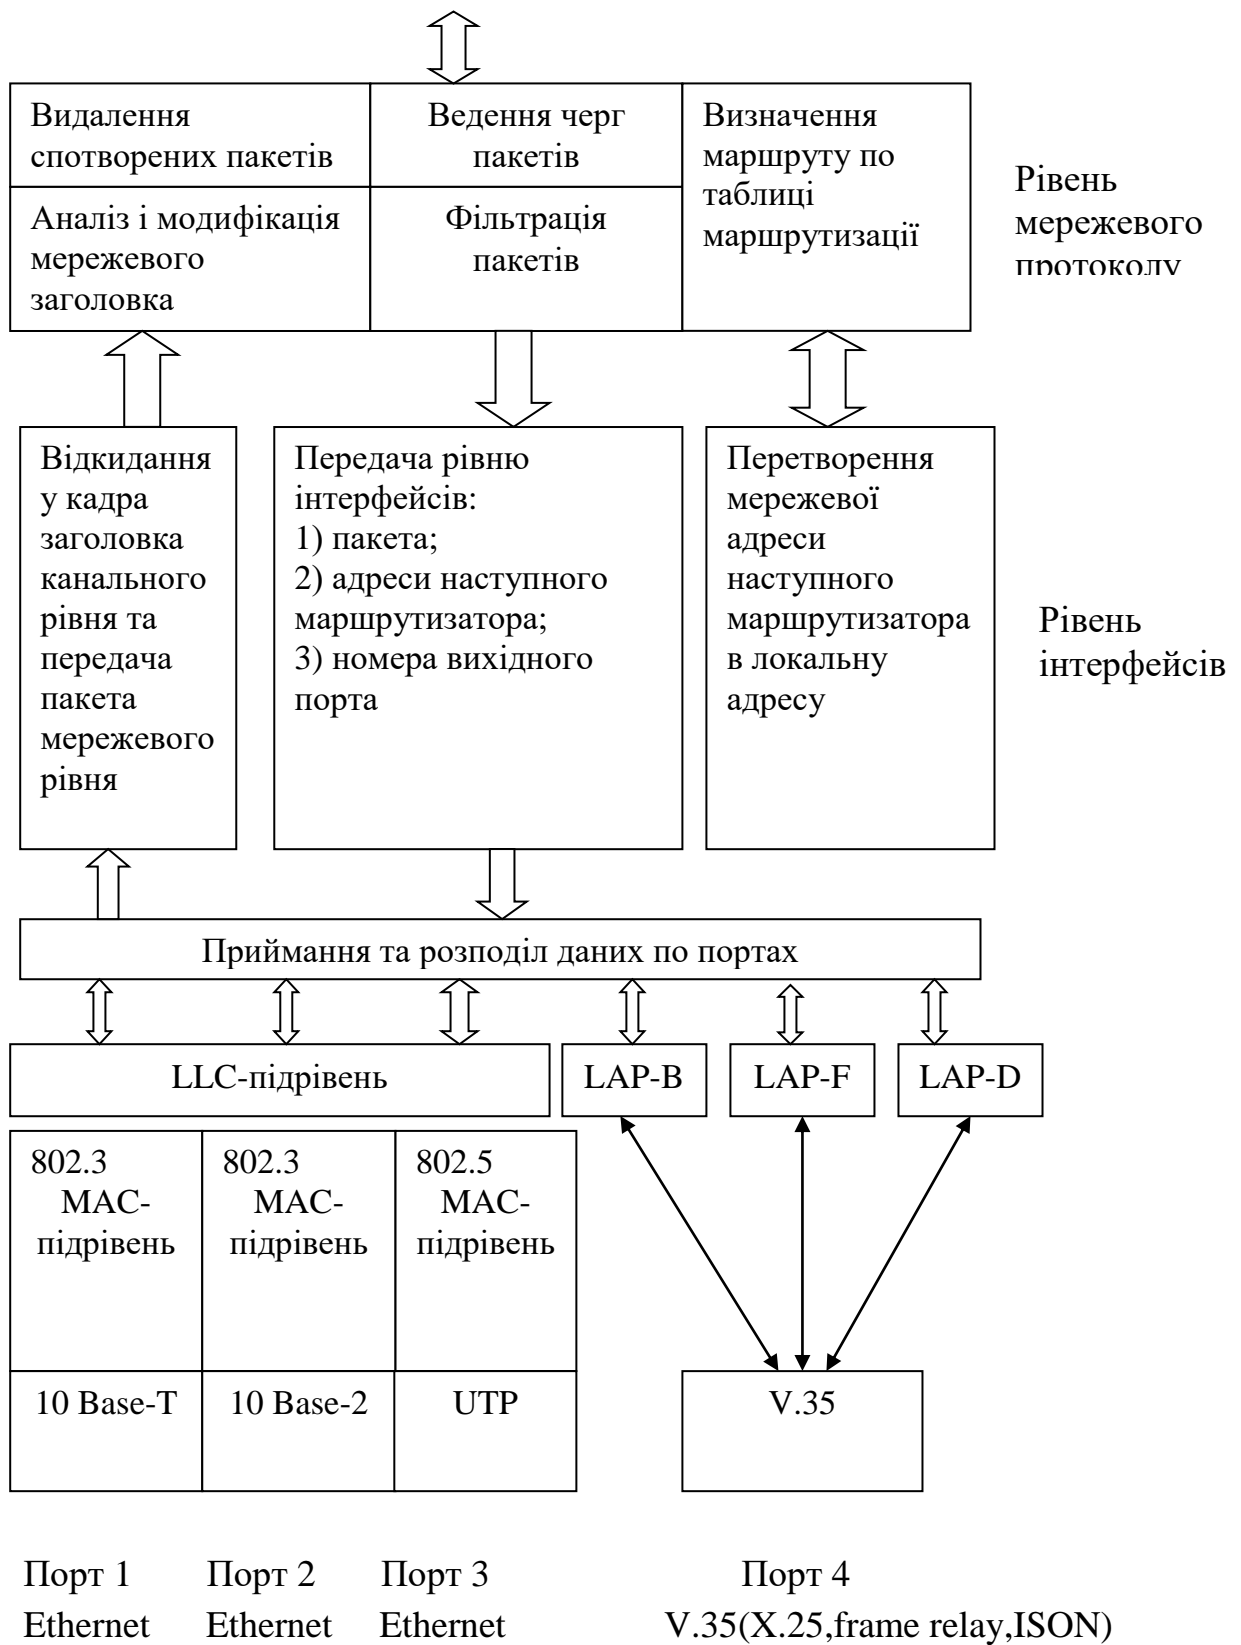 Видалення
спотворених пакетів
Ведення черг
пакетів
Визначення
маршруту по
таблиці
маршрутизації
Аналіз і модифікація
мережевого
заголовка
Фільтрація
пакетів
Рівень
мережевого
протоколу
Відкидання
у кадра
заголовка
канального
рівня та
передача
пакета
мережевого
рівня
Передача рівню
інтерфейсів:
1) пакета;
2) адреси наступного
маршрутизатора;
3) номера вихідного
порта
Перетворення
мережевої
адреси
наступного
маршрутизатора
в локальну
адресу
Рівень
інтерфейсів
Приймання та розподіл даних по портах
LLC-підрівень
LAP-B
LAP-F
LAP-D
802.3
MAC-
підрівень
802.3
MAC-
підрівень
802.5
MAC-
підрівень
10 Base-T
10 Base-2
UTP
V.35
Порт 1
Ethernet
Порт 2
Ethernet
Порт 3
Ethernet
Порт 4
V.35(X.25,frame relay,ISON)